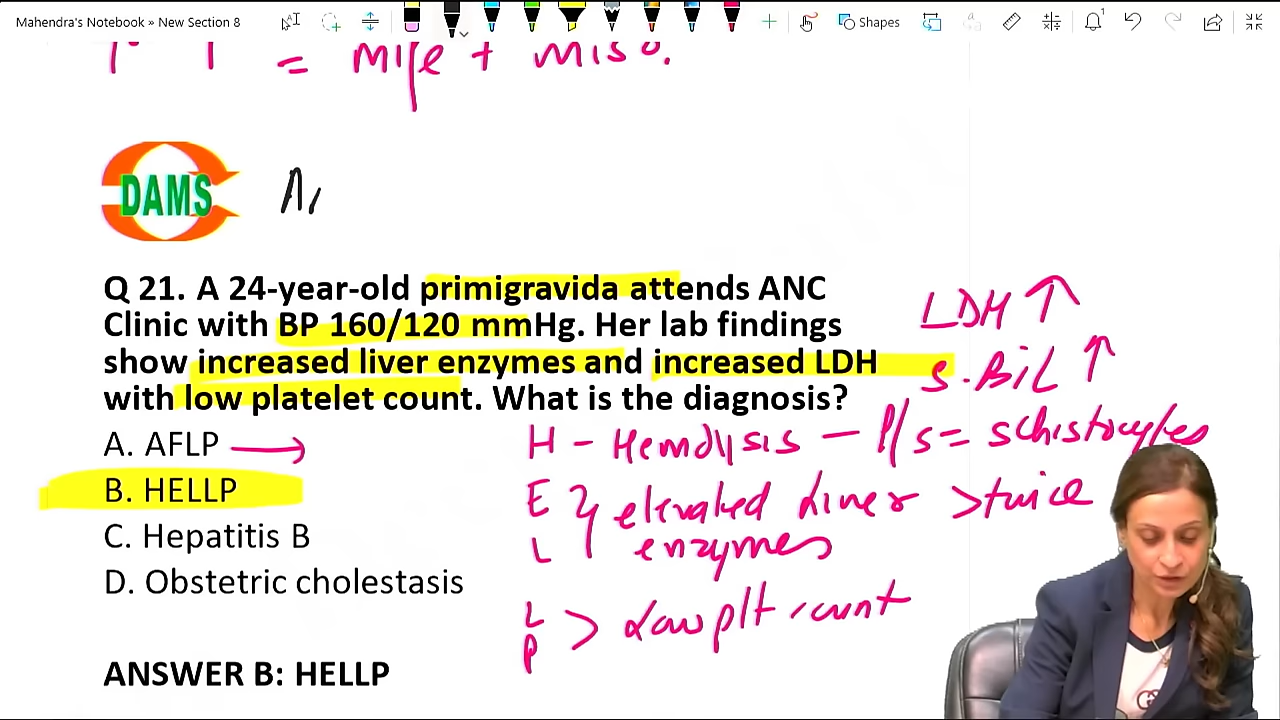 Mahendra's Notebook » New Section 8
Shapes
= Mife + Miso.
DAMS
Q 21. A 24-year-old primigravida attends ANC
Clinic with BP 160/120 mmHg. Her lab findings
show increased liver enzymes and increased LDH
with low platelet count. What is the diagnosis?
A. AFLP
B. HELLP
C. Hepatitis B
D. Obstetric cholestasis
ANSWER B: HELLP
LDH ↑
S. Bil ↑
H - Hemolysis - P/s = schistocytes
E } elevated Liver > twice
L enzymes
L
P > Low plt count